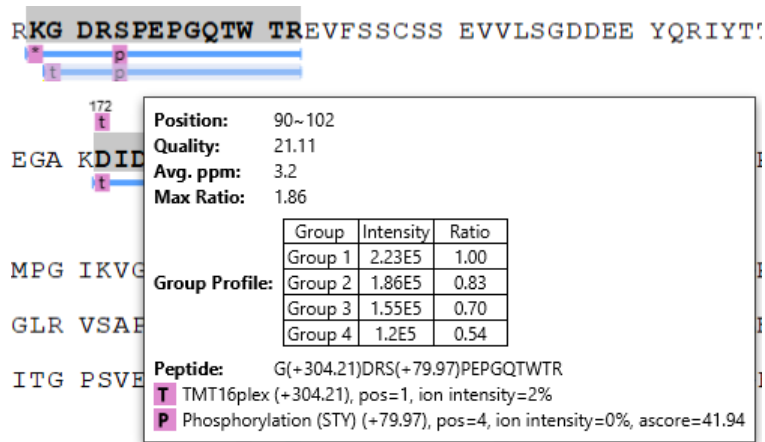 RKG DRSPEPGQTW TREVFSSCSS EVVLSGDDEE YQRIYTT
* p
t p
172
t
EGA KDID
t
Position: 90~102
Quality: 21.11
Avg. ppm: 3.2
Max Ratio: 1.86
Group Intensity Ratio
Group 1 2.23E5 1.00
Group 2 1.86E5 0.83
Group Profile: Group 3 1.55E5 0.70
Group 4 1.2E5 0.54
MPG IKVG
GLR VSAP
ITG PSVE
Peptide: G(+304.21)DRS(+79.97)PEPGQTWTR
T TMT16plex (+304.21), pos=1, ion intensity=2%
P Phosphorylation (STY) (+79.97), pos=4, ion intensity=0%, ascore=41.94